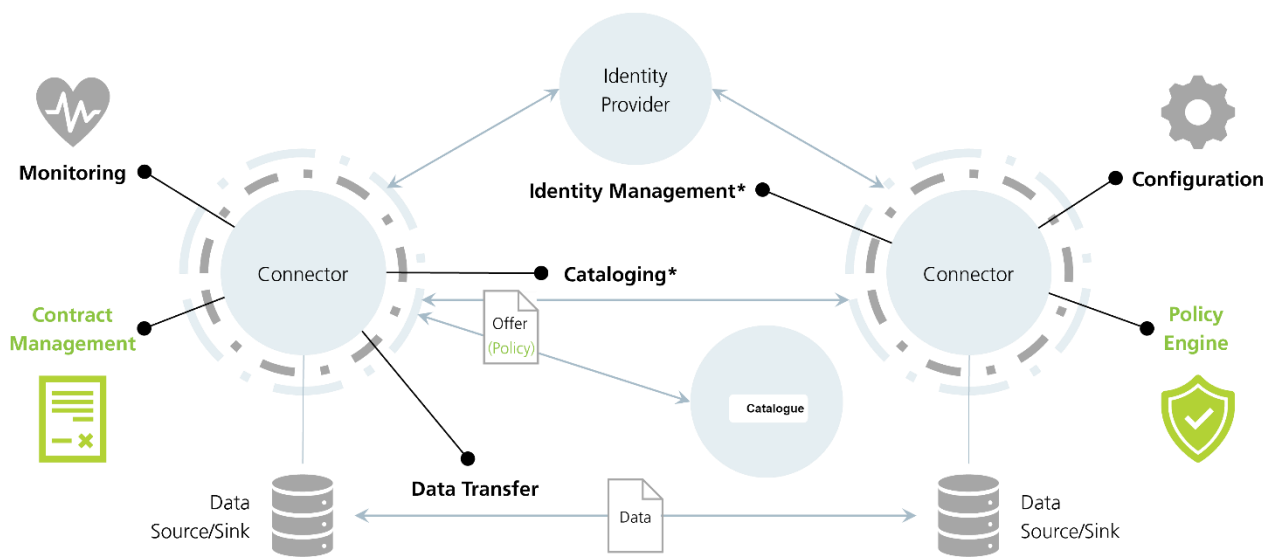 Identity
Provider
Monitoring
Identity Management*
Configuration
Connector
Cataloging*
Connector
Contract
Management
Offer
(Policy)
Policy
Engine
Catalogue
Data Transfer
Data
Source/Sink
Data
Data
Source/Sink